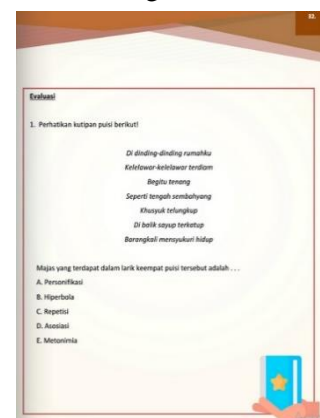 32.
Evaluasi
1. Perhatikan kutipan puisi berikut!
Di dinding-dinding rumahku
Kelelawar-kelelawar terdiam
Begitu tenang
Seperti tengah sembahyang
Khusyuk telungkup
Di balik sayup terkatup
Barangkali mensyukuri hidup
Majas yang terdapat dalam larik keempat puisi tersebut adalah . . .
A. Personifikasi
B. Hiperbola
C. Repetisi
D. Asosiasi
E. Metonimia